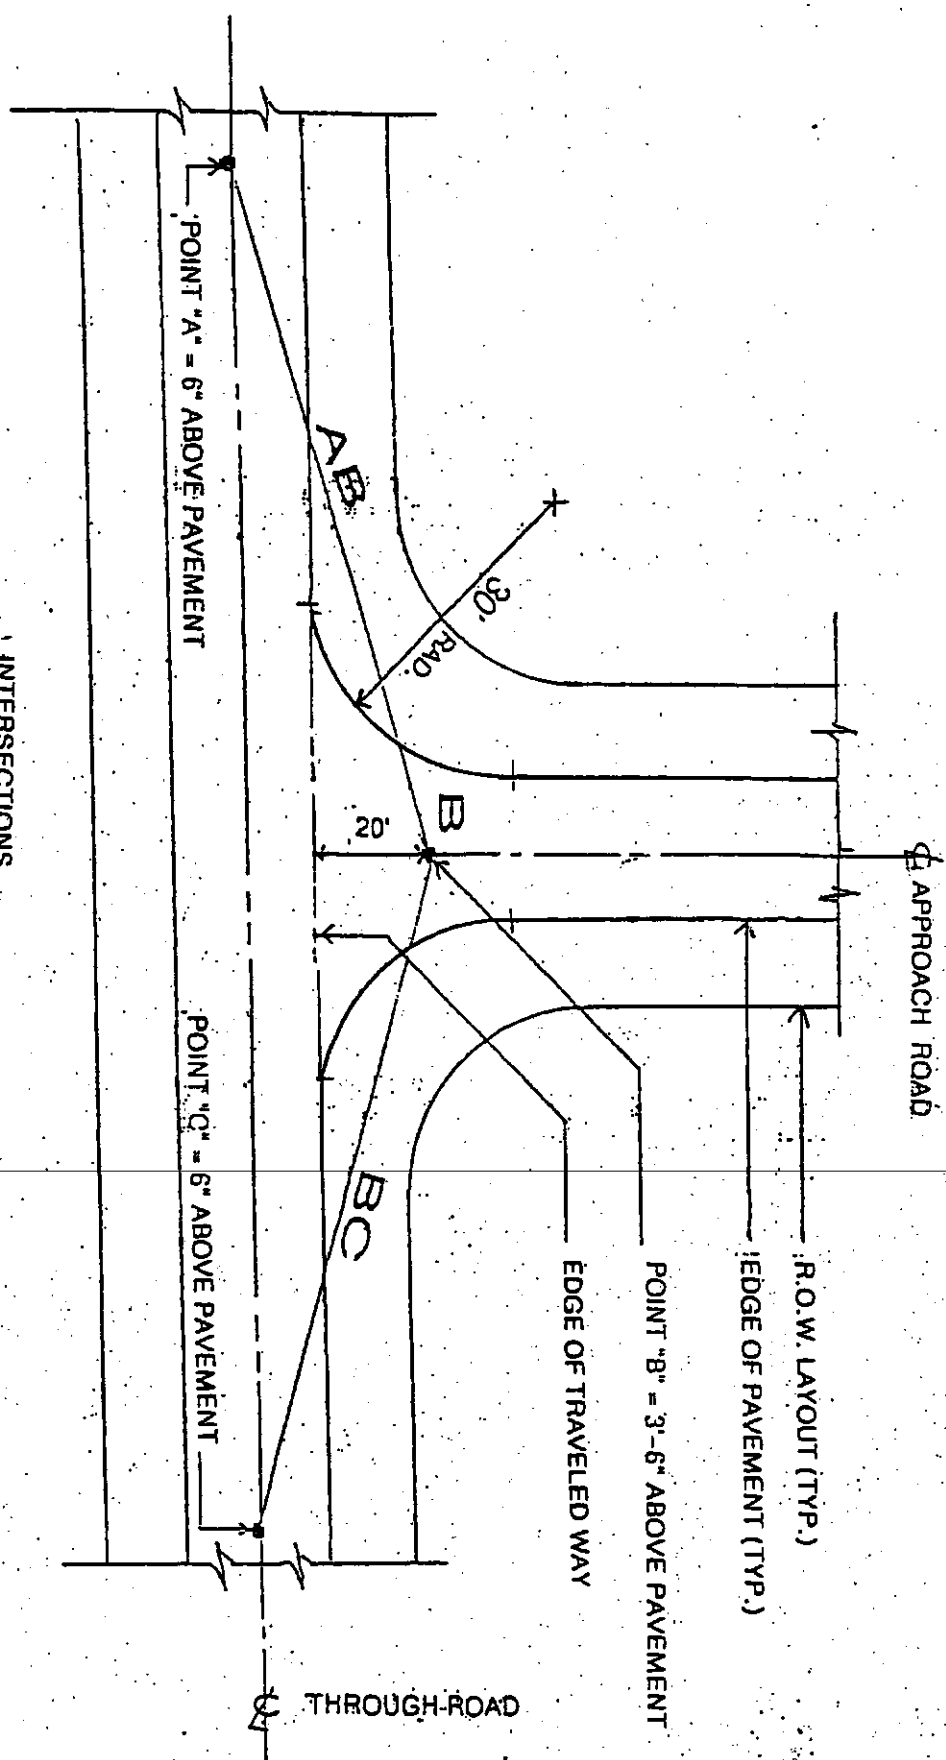 ℄ APPROACH ROAD
R.O.W. LAYOUT (TYP.)
EDGE OF PAVEMENT (TYP.)
POINT "B" = 3'-6" ABOVE PAVEMENT
EDGE OF TRAVELED WAY
30'
RAD.
B
20'
AB
BC
℄ THROUGH-ROAD
POINT "A" = 6" ABOVE PAVEMENT
POINT "C" = 6" ABOVE PAVEMENT
INTERSECTIONS